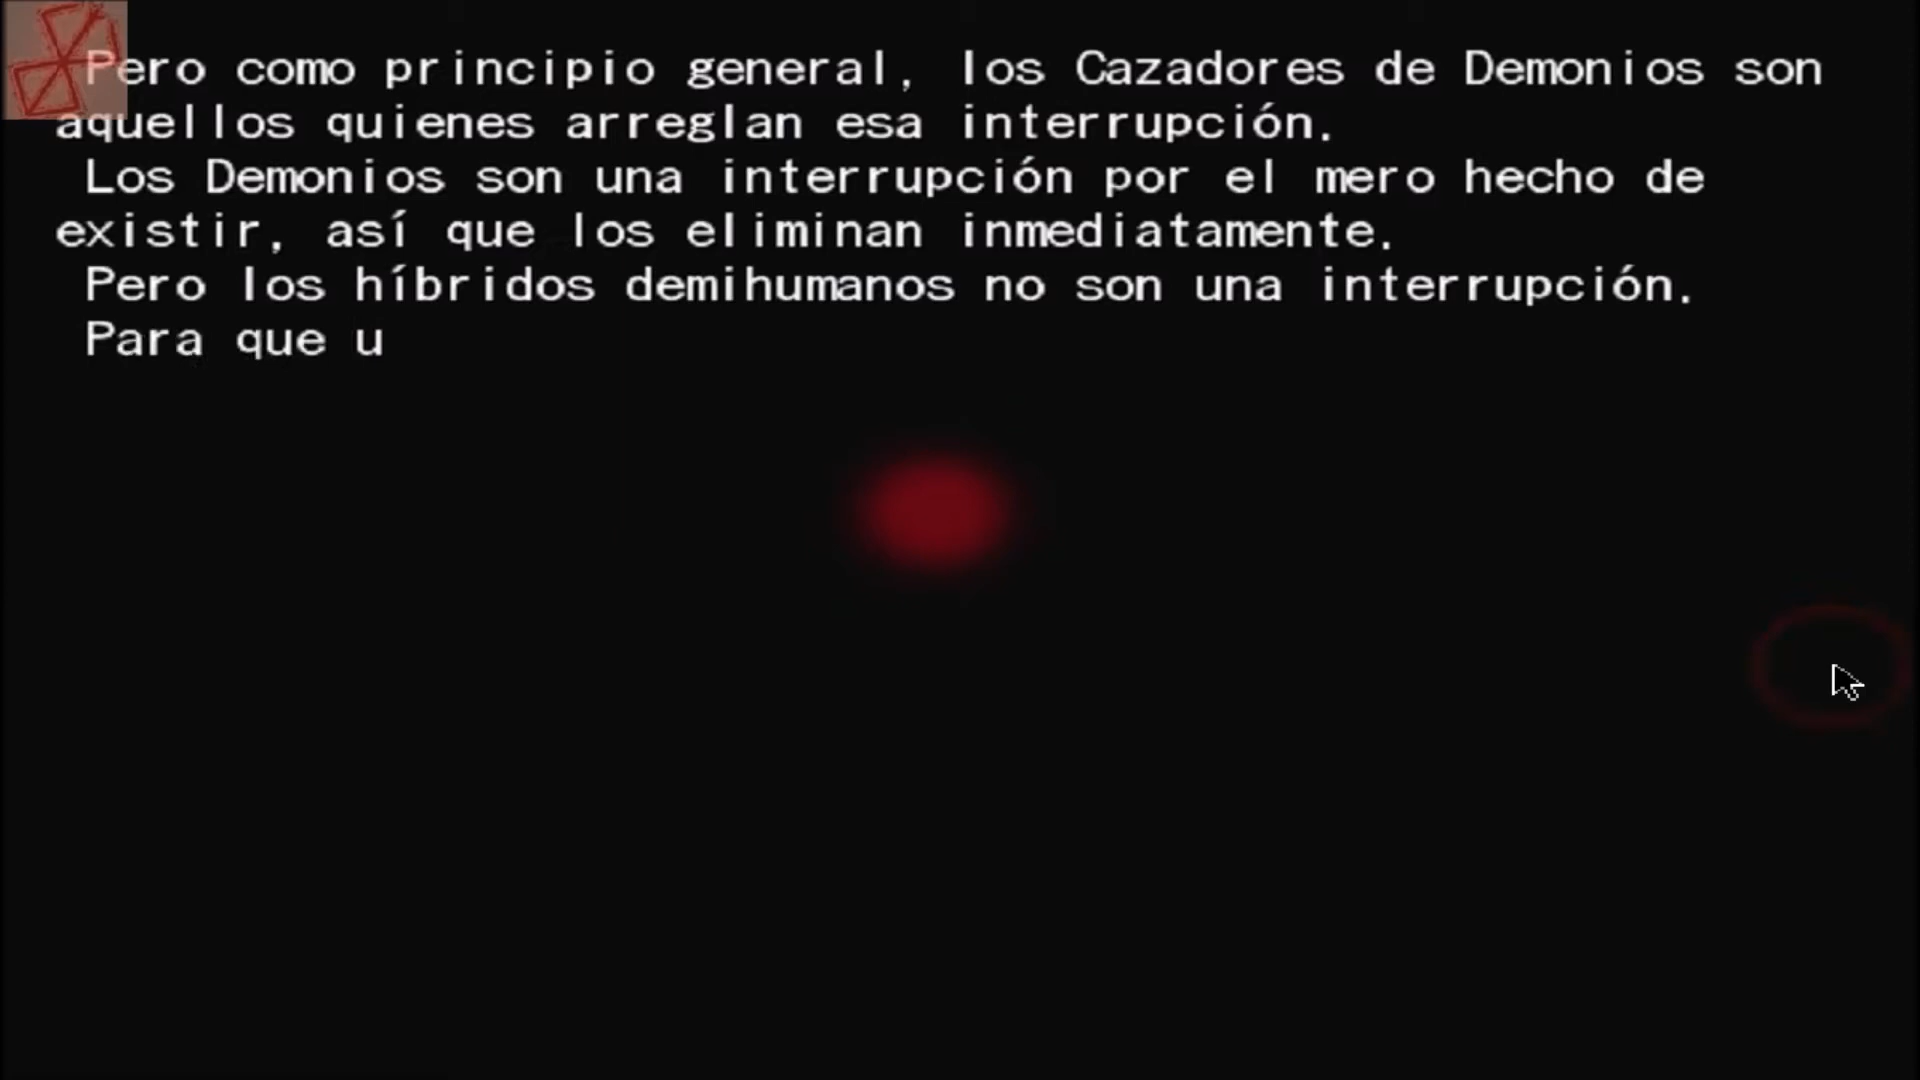 Pero como principio general, los Cazadores de Demonios son
aquellos quienes arreglan esa interrupción.
Los Demonios son una interrupción por el mero hecho de
existir, así que los eliminan inmediatamente.
Pero los híbridos demihumanos no son una interrupción.
Para que u